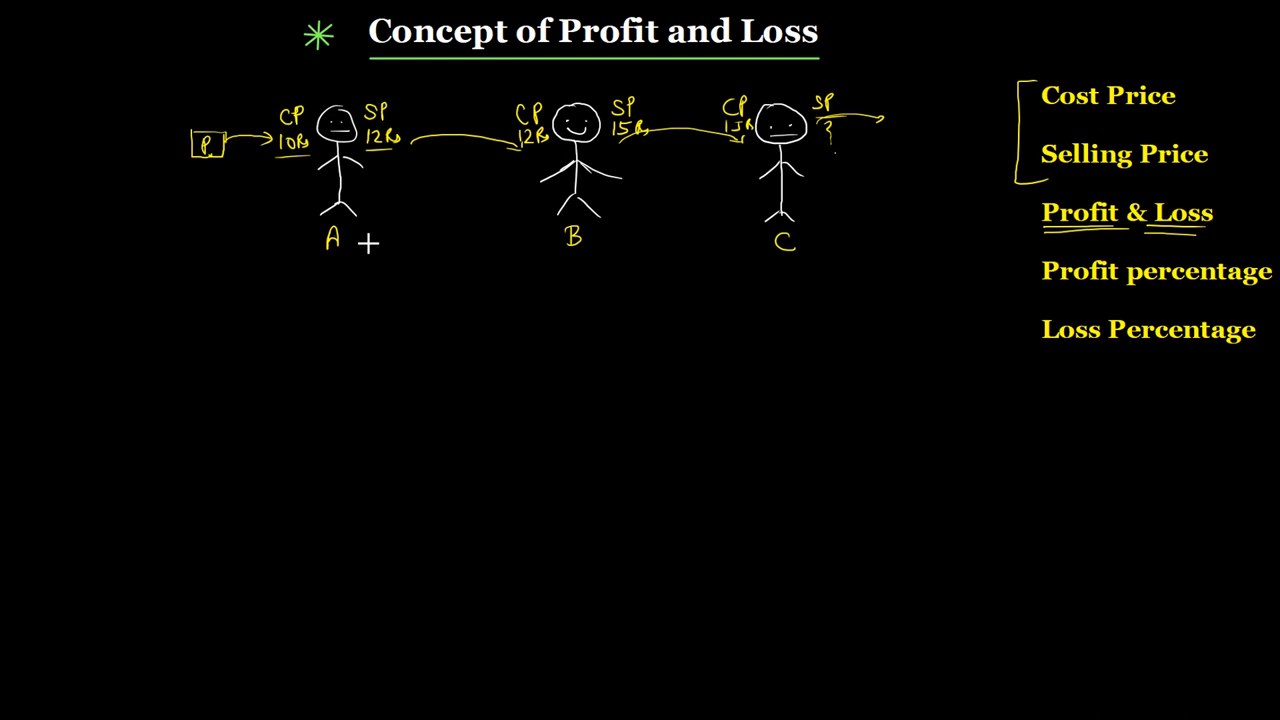 Concept of Profit and Loss
CP SP CP SP CP SP
P 10Rs 12Rs 12Rs 15Rs 15Rs ?
A B C
Cost Price
Selling Price
Profit & Loss
Profit percentage
Loss Percentage